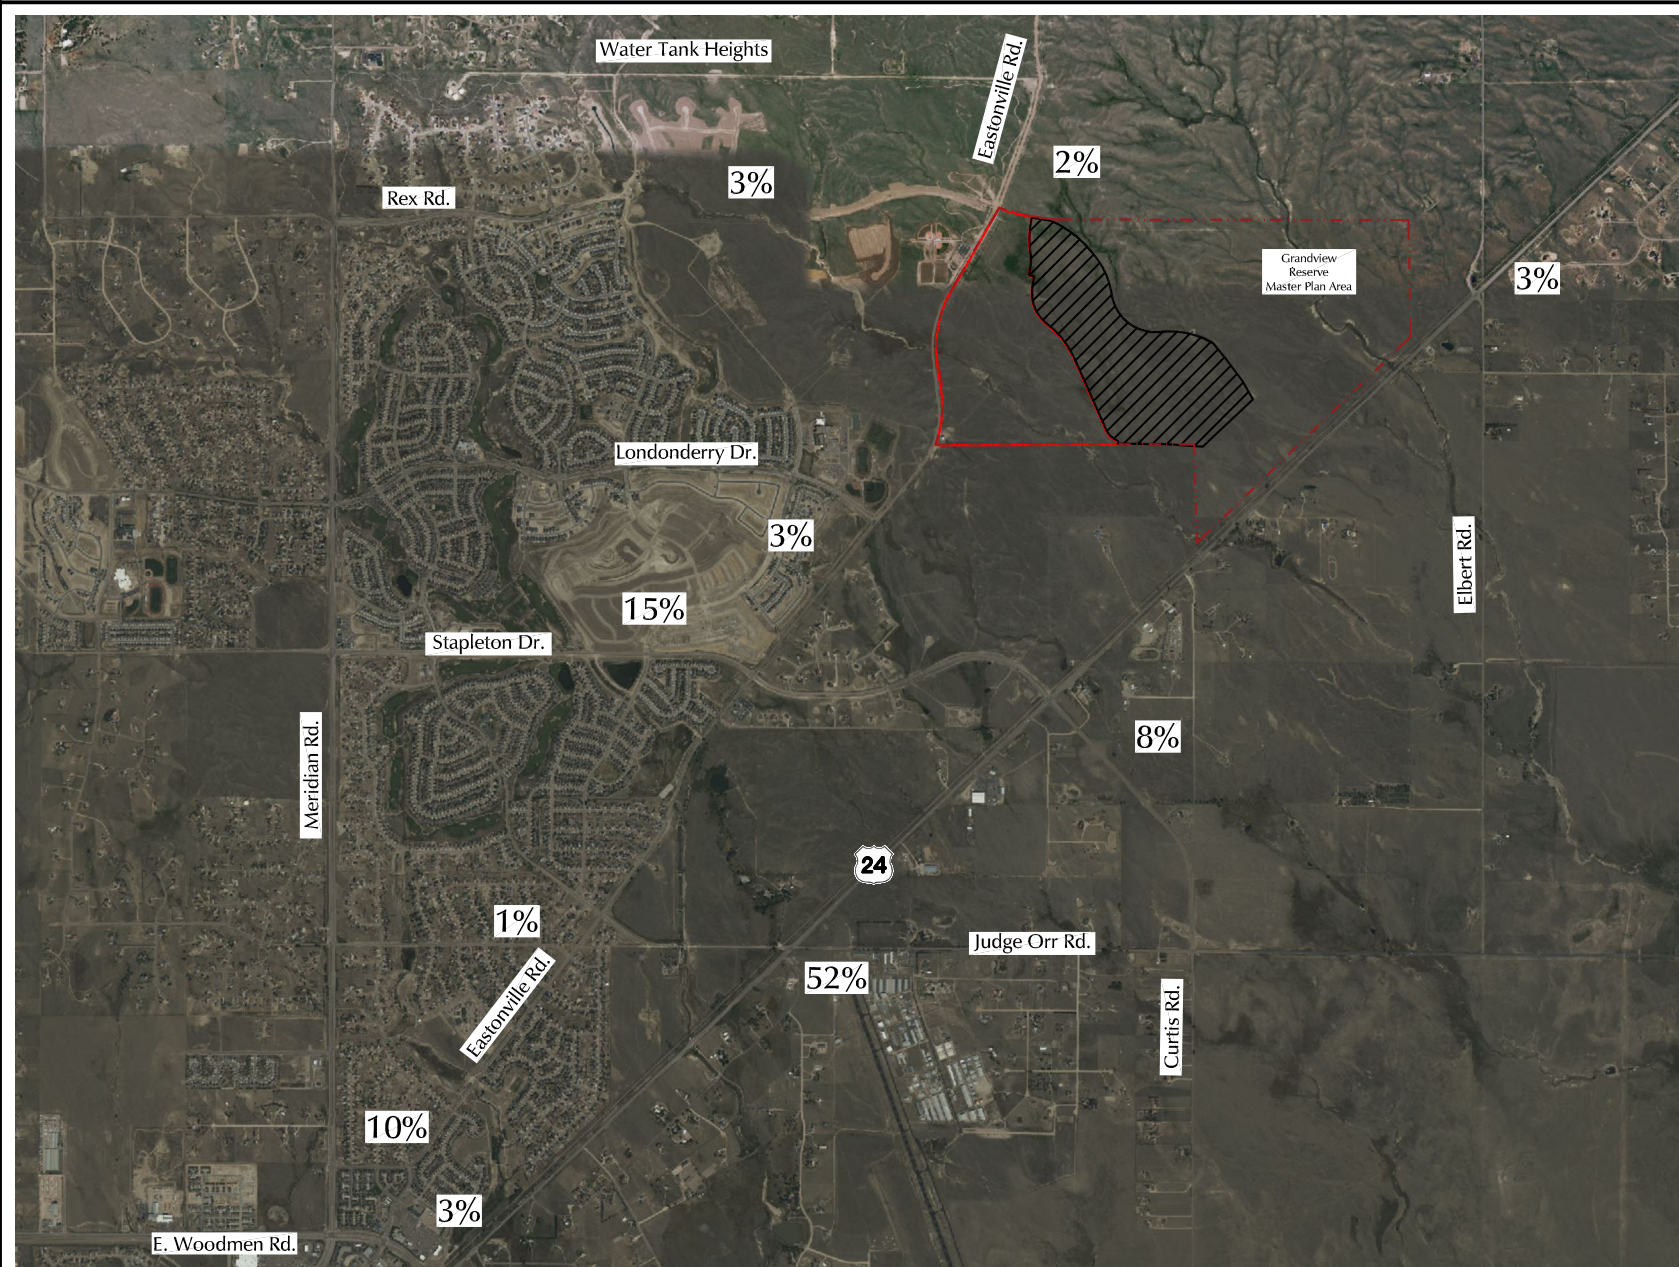 Water Tank Heights
Eastonville Rd.
2%
3%
Rex Rd.
Grandview
Reserve
Master Plan Area
3%
Londonderry Dr.
3%
Elbert Rd.
15%
Stapleton Dr.
Meridian Rd.
8%
24
1%
Judge Orr Rd.
52%
Eastonville Rd.
Curtis Rd.
10%
3%
E. Woodmen Rd.